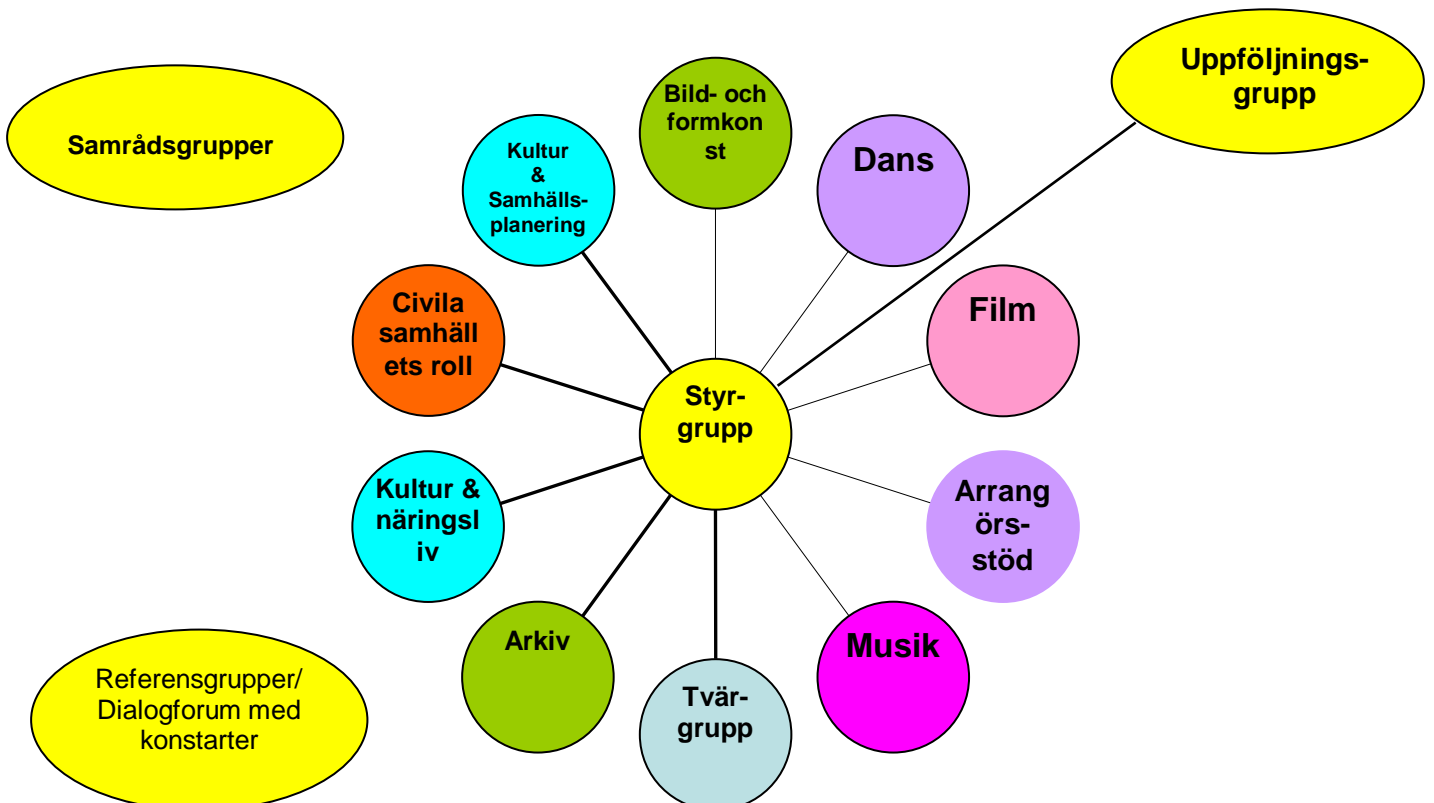 Uppföljnings-
grupp
Samrådsgrupper
Bild- och
formkon
st
Kultur
&
Samhälls-
planering
Dans
Civila
samhäll
ets roll
Film
Styr-
grupp
Kultur &
näringsl
iv
Arrang
örs-
stöd
Arkiv
Musik
Tvär-
grupp
Referensgrupper/
Dialogforum med
konstarter